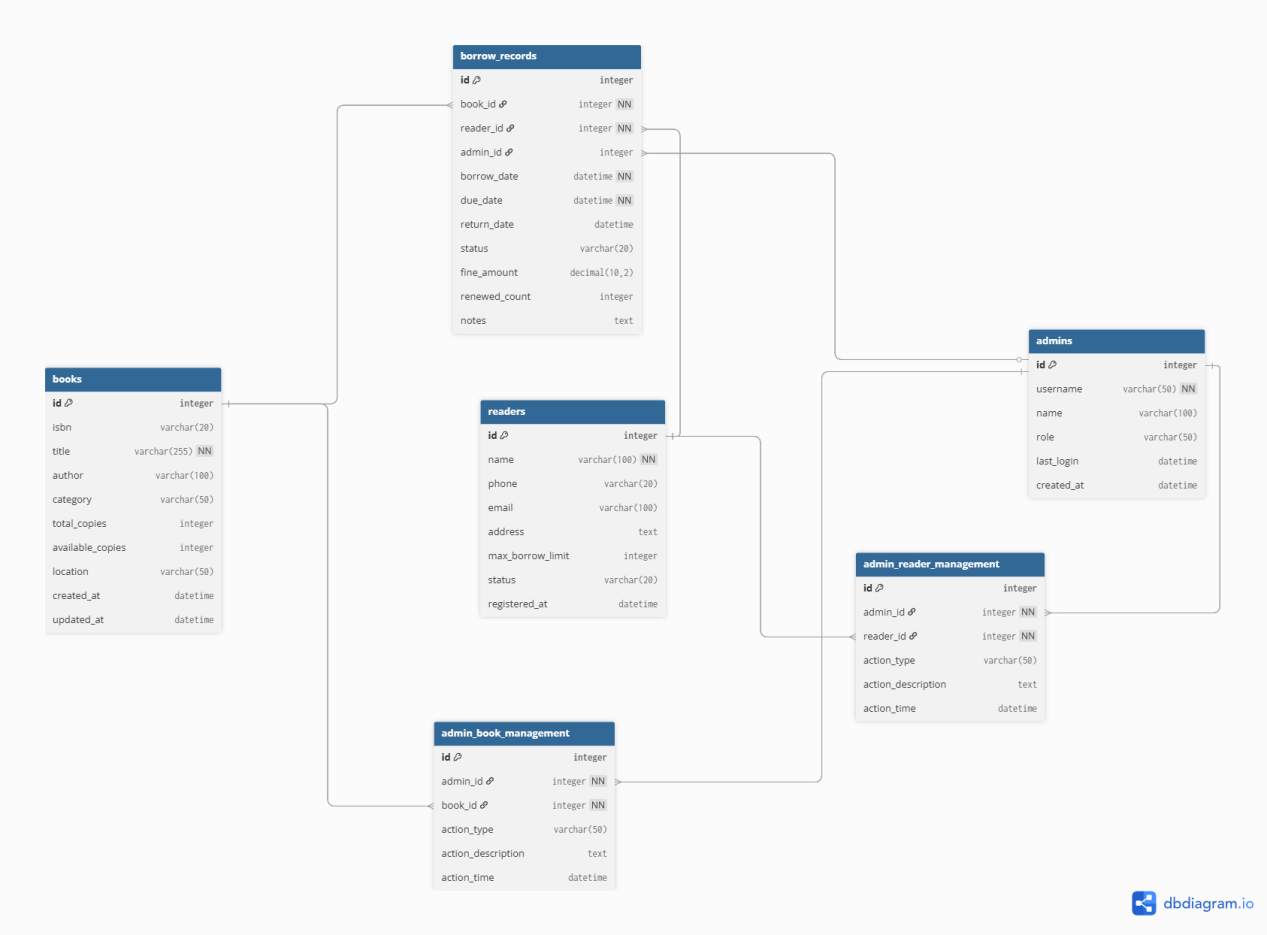 borrow_records
id integer
book_id integer NN
reader_id integer NN
admin_id integer
borrow_date datetime NN
due_date datetime NN
return_date datetime
status varchar(20)
fine_amount decimal(10,2)
renewed_count integer
notes text
admins
id integer
username varchar(50) NN
name varchar(100)
role varchar(50)
last_login datetime
created_at datetime
books
id integer
isbn varchar(20)
title varchar(255) NN
author varchar(100)
category varchar(50)
total_copies integer
available_copies integer
location varchar(50)
created_at datetime
updated_at datetime
readers
id integer
name varchar(100) NN
phone varchar(20)
email varchar(100)
address text
max_borrow_limit integer
status varchar(20)
registered_at datetime
admin_reader_management
id integer
admin_id integer NN
reader_id integer NN
action_type varchar(50)
action_description text
action_time datetime
admin_book_management
id integer
admin_id integer NN
book_id integer NN
action_type varchar(50)
action_description text
action_time datetime
dbdiagram.io